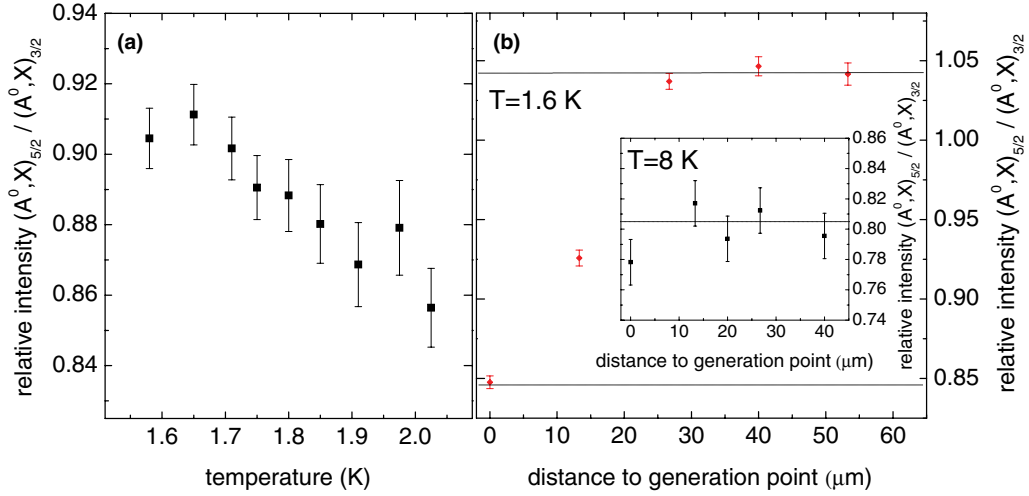 (a)
0.94
0.92
0.90
0.88
0.86
0.84
relative intensity (A⁰,X)₅/₂ / (A⁰,X)₃/₂
1.6 1.7 1.8 1.9 2.0
temperature (K)
(b)
T=1.6 K
1.05
1.00
0.95
0.90
0.85
relative intensity (A⁰,X)₅/₂ / (A⁰,X)₃/₂
0 10 20 30 40 50 60
distance to generation point (μm)
T=8 K
0.86
0.84
0.82
0.80
0.78
0.76
0.74
relative intensity (A⁰,X)₅/₂ / (A⁰,X)₃/₂
0 10 20 30 40
distance to generation point (μm)